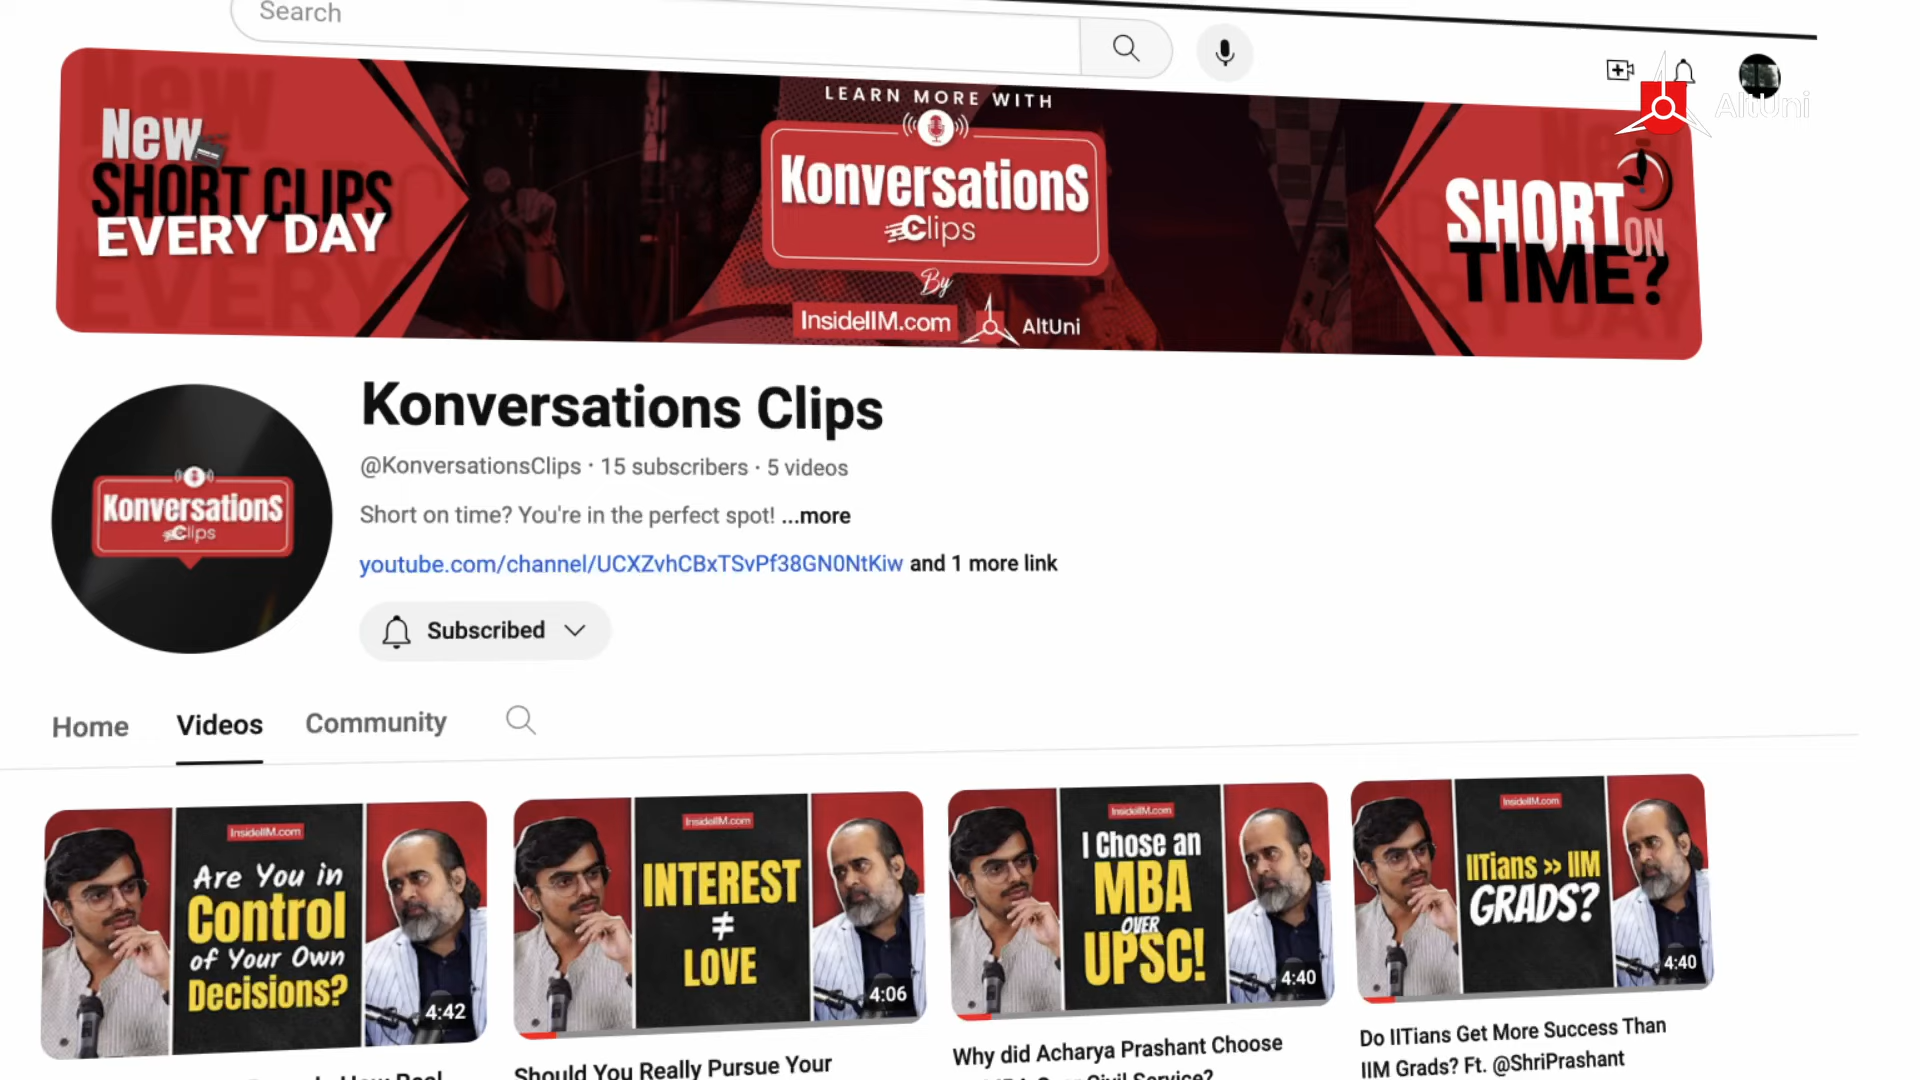 Search
AltUni
New
SHORT CLIPS
EVERY DAY
LEARN MORE WITH
KonversationS
Clips
By
InsideIIM.com
AltUni
SHORT
ON
TIME?
Konversations Clips
@KonversationsClips · 15 subscribers · 5 videos
Short on time? You're in the perfect spot! ...more
youtube.com/channel/UCXZvhCBxTSvPf38GN0NtKiw and 1 more link
Subscribed
KonversationS
Clips
Home
Videos
Community
InsideIIM.com
Are You in
Control
of Your Own
Decisions?
4:42
InsideIIM.com
INTEREST
≠
LOVE
4:06
Should You Really Pursue Your
InsideIIM.com
I Chose an
MBA
OVER
UPSC!
4:40
Why did Acharya Prashant Choose
InsideIIM.com
IITians >> IIM
GRADS?
4:40
Do IITians Get More Success Than
IIM Grads? Ft. @ShriPrashant